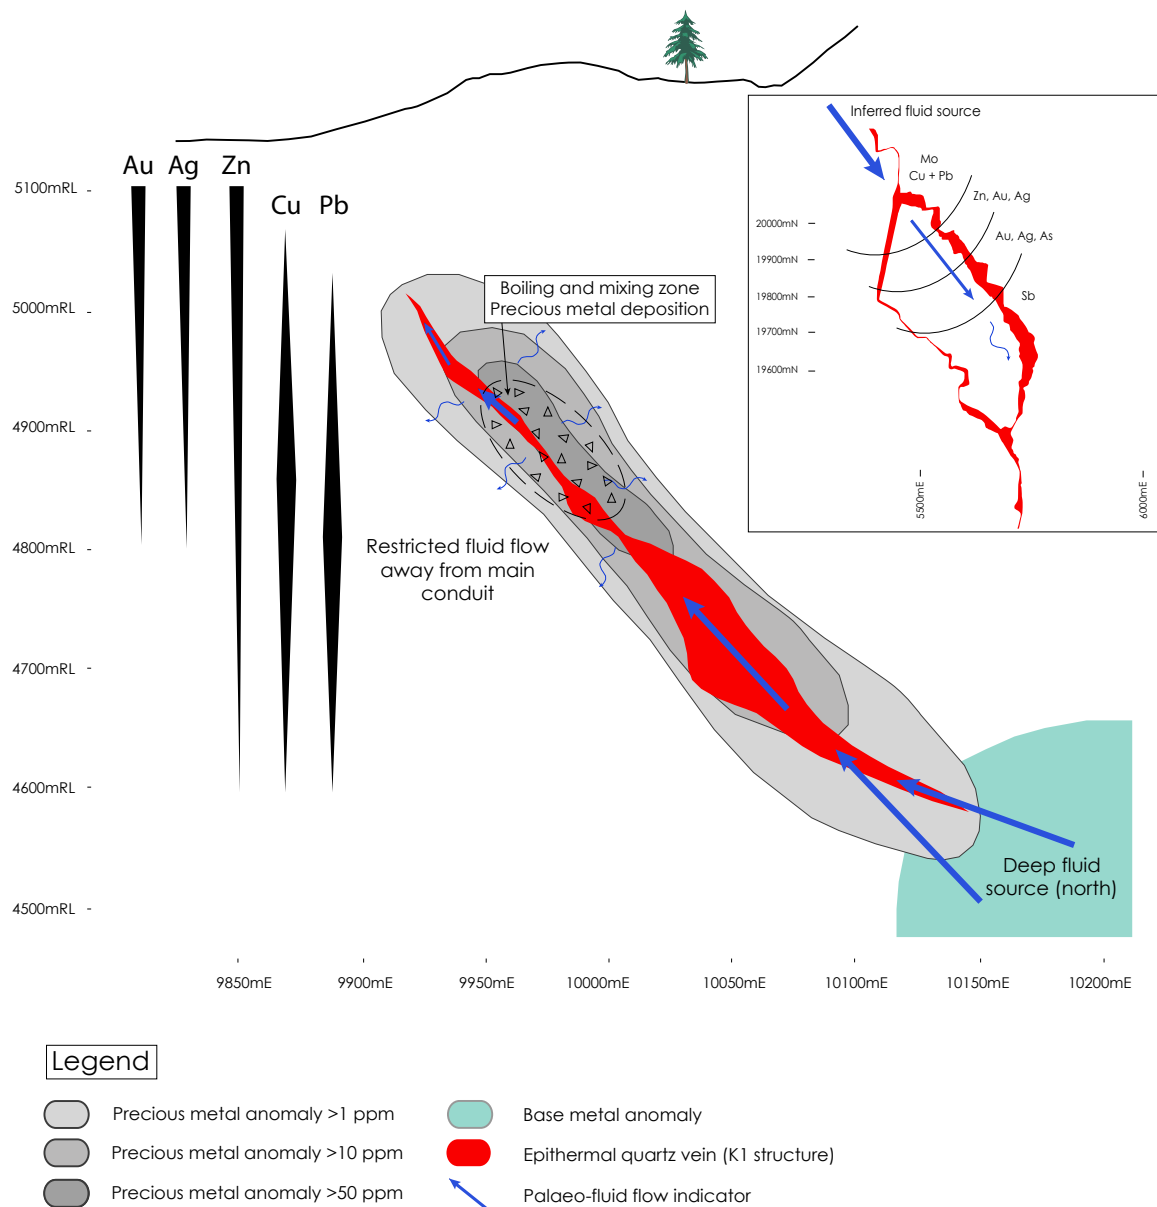 Au
Ag
Zn
Cu
Pb
5100mRL
5000mRL
4900mRL
4800mRL
4700mRL
4600mRL
4500mRL
Boiling and mixing zone
Precious metal deposition
Restricted fluid flow
away from main
conduit
Deep fluid
source (north)
9850mE
9900mE
9950mE
10000mE
10050mE
10100mE
10150mE
10200mE
Inferred fluid source
Mo
Cu + Pb
Zn, Au, Ag
Au, Ag, As
Sb
20000mN
19900mN
19800mN
19700mN
19600mN
5500mE
6000mE
Legend
Precious metal anomaly >1 ppm
Precious metal anomaly >10 ppm
Precious metal anomaly >50 ppm
Base metal anomaly
Epithermal quartz vein (K1 structure)
Palaeo-fluid flow indicator